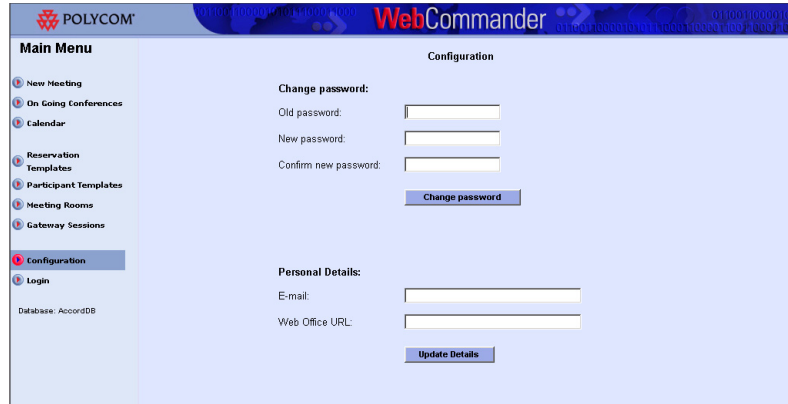 POLYCOM
WebCommander
Main Menu
New Meeting
On Going Conferences
Calendar
Reservation
Templates
Participant Templates
Meeting Rooms
Gateway Sessions
Configuration
Login
Database: AccordDB
Configuration
Change password:
Old password:
New password:
Confirm new password:
Change password
Personal Details:
E-mail:
Web Office URL:
Update Details